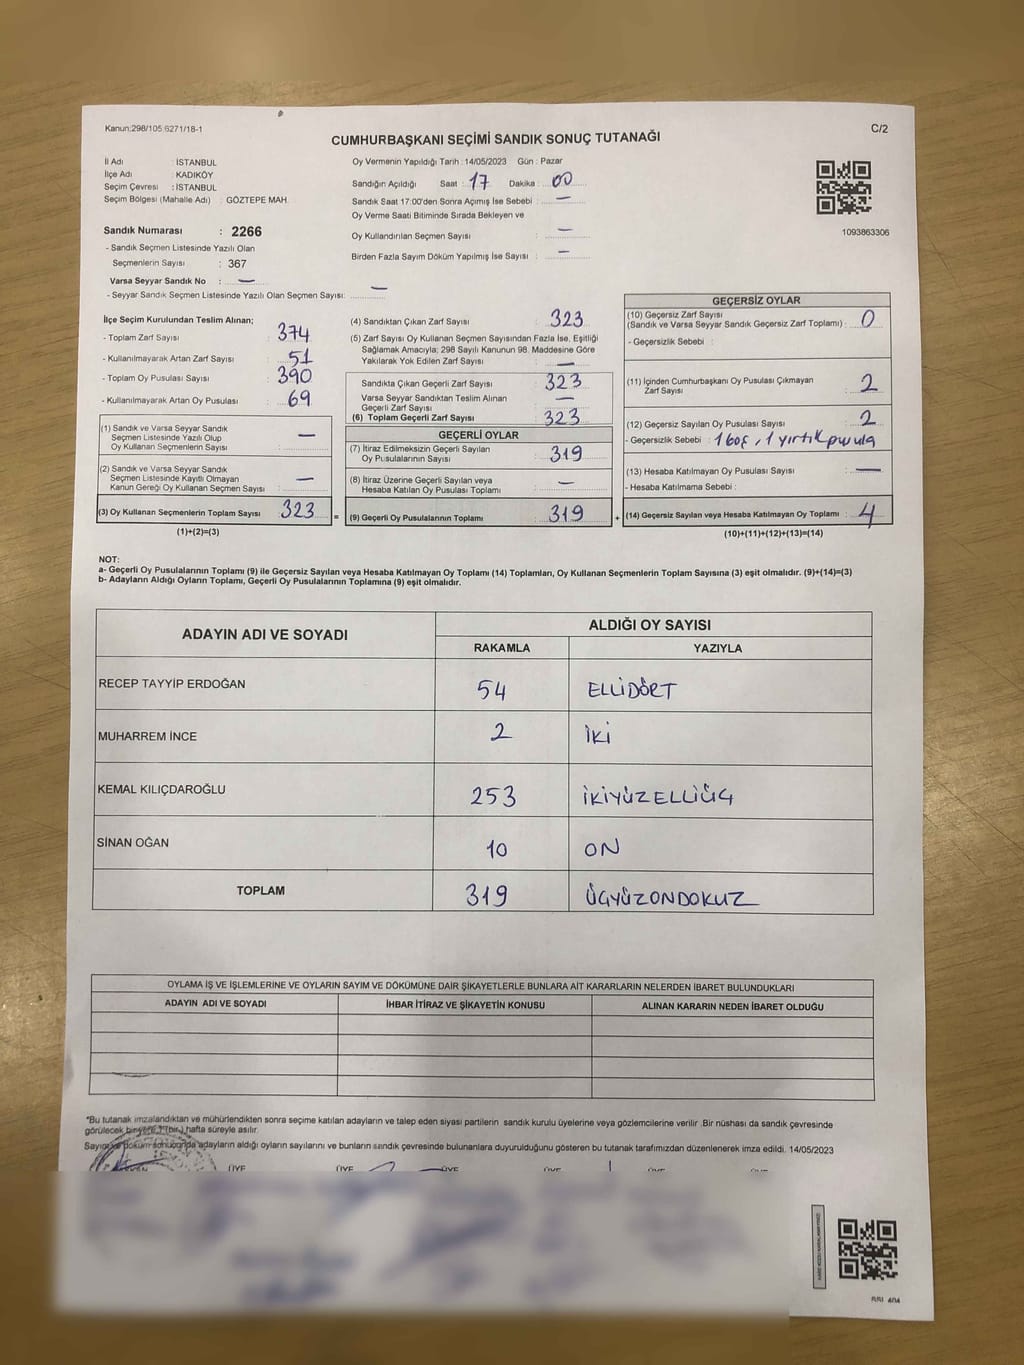 Kanun:298/105 6271/18-1
C/2
CUMHURBAŞKANI SEÇİMİ SANDIK SONUÇ TUTANAĞI
İl Adı : İSTANBUL
İlçe Adı : KADIKÖY
Seçim Çevresi : İSTANBUL
Seçim Bölgesi (Mahalle Adı) : GÖZTEPE MAH.
Sandık Numarası : 2266
- Sandık Seçmen Listesinde Yazılı Olan
Seçmenlerin Sayısı : 367
Varsa Seyyar Sandık No : —
- Seyyar Sandık Seçmen Listesinde Yazılı Olan Seçmen Sayısı: —
Oy Vermenin Yapıldığı Tarih : 14/05/2023 Gün : Pazar
Sandığın Açıldığı Saat : 17 Dakika : 00
Sandık Saat 17:00'den Sonra Açımış İse Sebebi : —
Oy Verme Saati Bitiminde Sırada Bekleyen ve
Oy Kullandırılan Seçmen Sayısı : —
Birden Fazla Sayım Döküm Yapılmış İse Sayısı : —
1093863306
İlçe Seçim Kurulundan Teslim Alınan;
- Toplam Zarf Sayısı : 374
- Kullanılmayarak Artan Zarf Sayısı : 51
- Toplam Oy Pusulası Sayısı : 390
- Kullanılmayarak Artan Oy Pusulası : 69
(1) Sandık ve Varsa Seyyar Sandık
Seçmen Listesinde Yazılı Olup
Oy Kullanan Seçmenlerin Sayısı : —
(2) Sandık ve Varsa Seyyar Sandık
Seçmen Listesinde Kayıtlı Olmayan
Kanun Gereği Oy Kullanan Seçmen Sayısı : —
(3) Oy Kullanan Seçmenlerin Toplam Sayısı : 323
(1)+(2)=(3)
=
(4) Sandıktan Çıkan Zarf Sayısı : 323
(5) Zarf Sayısı Oy Kullanan Seçmen Sayısından Fazla İse, Eşitliği
Sağlamak Amacıyla; 298 Sayılı Kanunun 98. Maddesine Göre
Yakılarak Yok Edilen Zarf Sayısı : —
Sandıkta Çıkan Geçerli Zarf Sayısı : 323
Varsa Seyyar Sandıktan Teslim Alınan
Geçerli Zarf Sayısı : —
(6) Toplam Geçerli Zarf Sayısı : 323
GEÇERLİ OYLAR
(7) İtiraz Edilmeksizin Geçerli Sayılan
Oy Pusulalarının Sayısı : 319
(8) İtiraz Üzerine Geçerli Sayılan veya
Hesaba Katılan Oy Pusulası Toplamı : —
(9) Geçerli Oy Pusulalarının Toplamı : 319
+
GEÇERSİZ OYLAR
(10) Geçersiz Zarf Sayısı
(Sandık ve Varsa Seyyar Sandık Geçersiz Zarf Toplamı) : 0
- Geçersizlik Sebebi :
(11) İçinden Cumhurbaşkanı Oy Pusulası Çıkmayan
Zarf Sayısı : 2
(12) Geçersiz Sayılan Oy Pusulası Sayısı : 2
- Geçersizlik Sebebi : 1 boş, 1 yırtık pusula
(13) Hesaba Katılmayan Oy Pusulası Sayısı : —
- Hesaba Katılmama Sebebi :
(14) Geçersiz Sayılan veya Hesaba Katılmayan Oy Toplamı : 4
(10)+(11)+(12)+(13)=(14)
NOT:
a- Geçerli Oy Pusulalarının Toplamı (9) ile Geçersiz Sayılan veya Hesaba Katılmayan Oy Toplamı (14) Toplamları, Oy Kullanan Seçmenlerin Toplam Sayısına (3) eşit olmalıdır. (9)+(14)=(3)
b- Adayların Aldığı Oyların Toplamı, Geçerli Oy Pusulalarının Toplamına (9) eşit olmalıdır.
ADAYIN ADI VE SOYADI
ALDIĞI OY SAYISI
RAKAMLA YAZIYLA
RECEP TAYYİP ERDOĞAN 54 ELLİDÖRT
MUHARREM İNCE 2 İKİ
KEMAL KILIÇDAROĞLU 253 İKİYÜZELLİÜÇ
SİNAN OĞAN 10 ON
TOPLAM 319 ÜÇYÜZONDOKUZ
OYLAMA İŞ VE İŞLEMLERİNE VE OYLARIN SAYIM VE DÖKÜMÜNE DAİR ŞİKAYETLERLE BUNLARA AİT KARARLARIN NELERDEN İBARET BULUNDUKLARI
ADAYIN ADI VE SOYADI İHBAR İTİRAZ VE ŞİKAYETİN KONUSU ALINAN KARARIN NEDEN İBARET OLDUĞU
"Bu tutanak imzalandıktan ve mühürlendikten sonra seçime katılan adayların ve talep eden siyasi partilerin sandık kurulu üyelerine veya gözlemcilerine verilir .Bir nüshası da sandık çevresinde
görülecek bir yere 1 (bir) hafta süreyle asılır.
Sayım ve döküm sonucunda adayların aldığı oyların sayılarını ve bunların sandık çevresinde bulunanlara duyurulduğunu gösteren bu tutanak tarafımızdan düzenlenerek imza edildi. 14/05/2023
ÜYE ÜYE ÜYE ÜYE ÜYE